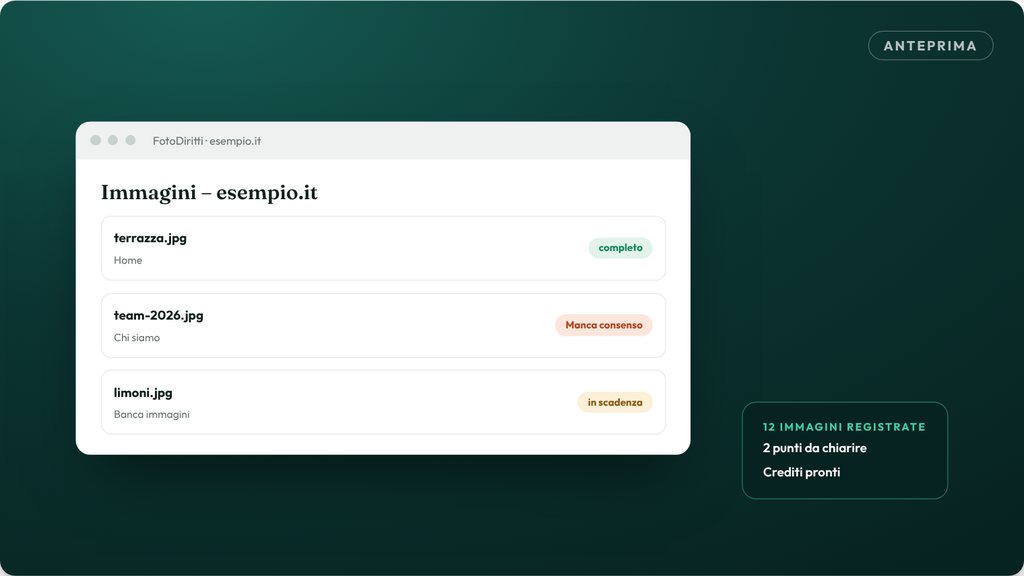 ANTEPRIMA
FotoDiritti · esempio.it
Immagini – esempio.it
terrazza.jpg
Home
completo
team-2026.jpg
Chi siamo
Manca consenso
limoni.jpg
Banca immagini
in scadenza
12 IMMAGINI REGISTRATE
2 punti da chiarire
Crediti pronti